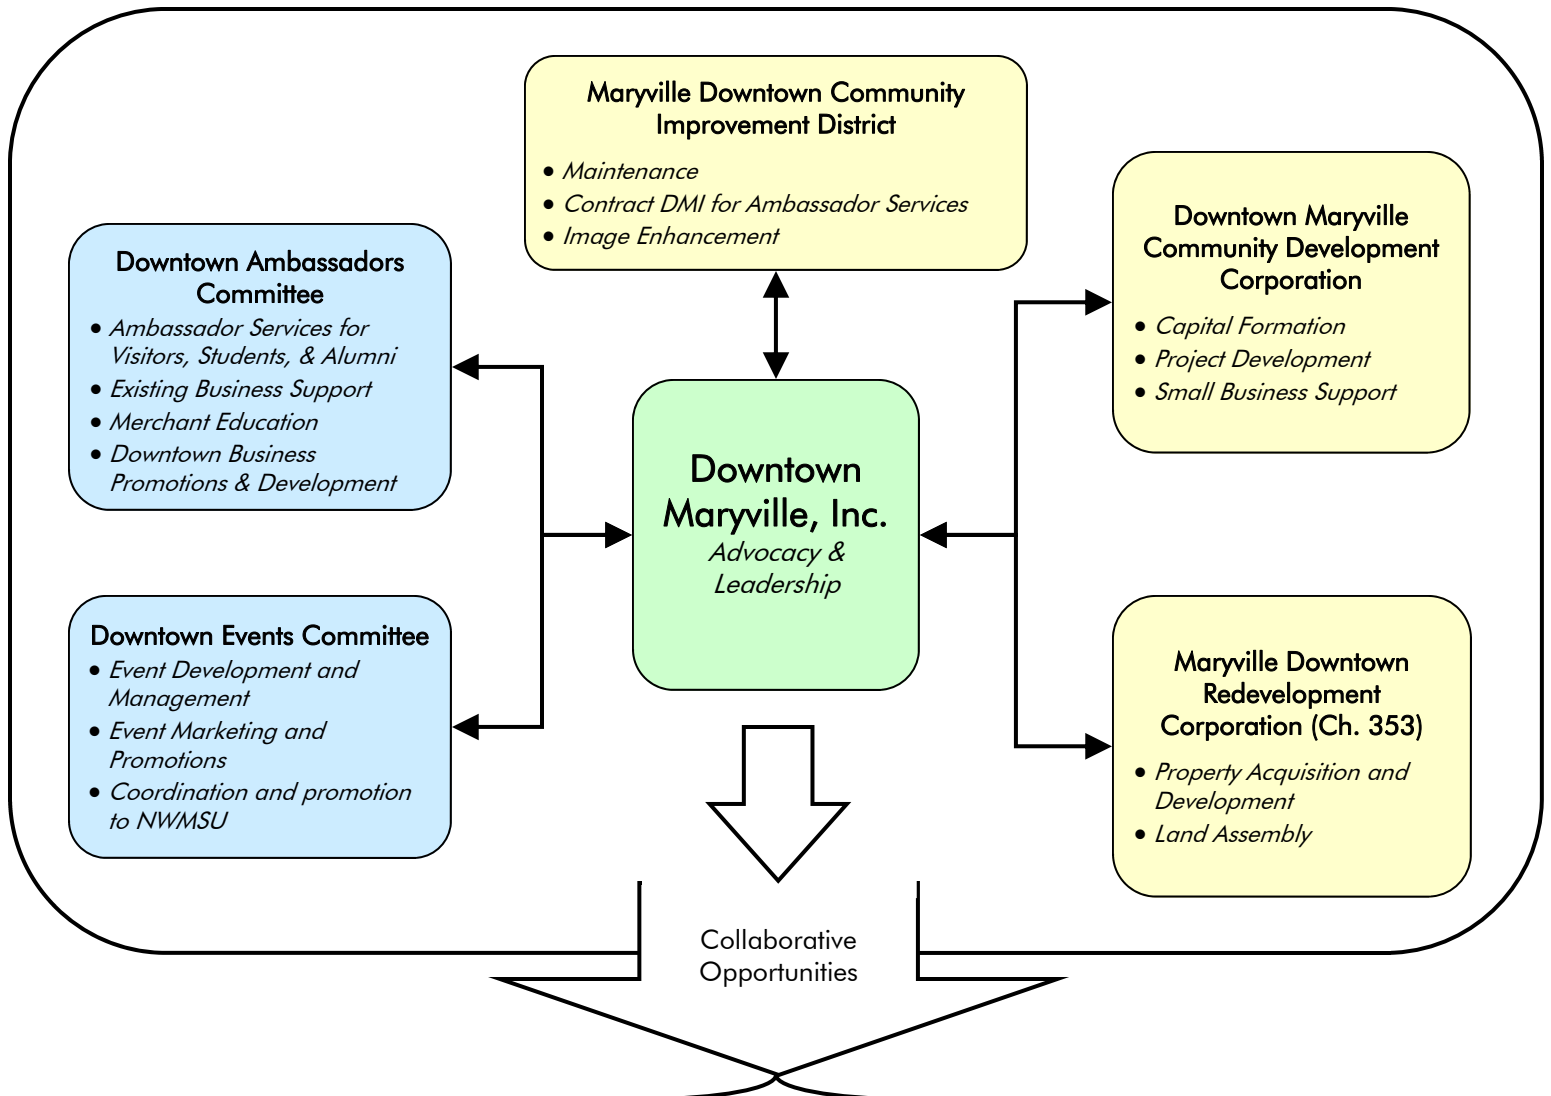 Maryville Downtown Community
Improvement District
• Maintenance
• Contract DMI for Ambassador Services
• Image Enhancement
Downtown Ambassadors
Committee
• Ambassador Services for
Visitors, Students, & Alumni
• Existing Business Support
• Merchant Education
• Downtown Business
Promotions & Development
Downtown Maryville
Community Development
Corporation
• Capital Formation
• Project Development
• Small Business Support
Downtown
Maryville, Inc.
Advocacy &
Leadership
Downtown Events Committee
• Event Development and
Management
• Event Marketing and
Promotions
• Coordination and promotion
to NWMSU
Maryville Downtown
Redevelopment
Corporation (Ch. 353)
• Property Acquisition and
Development
• Land Assembly
Collaborative
Opportunities